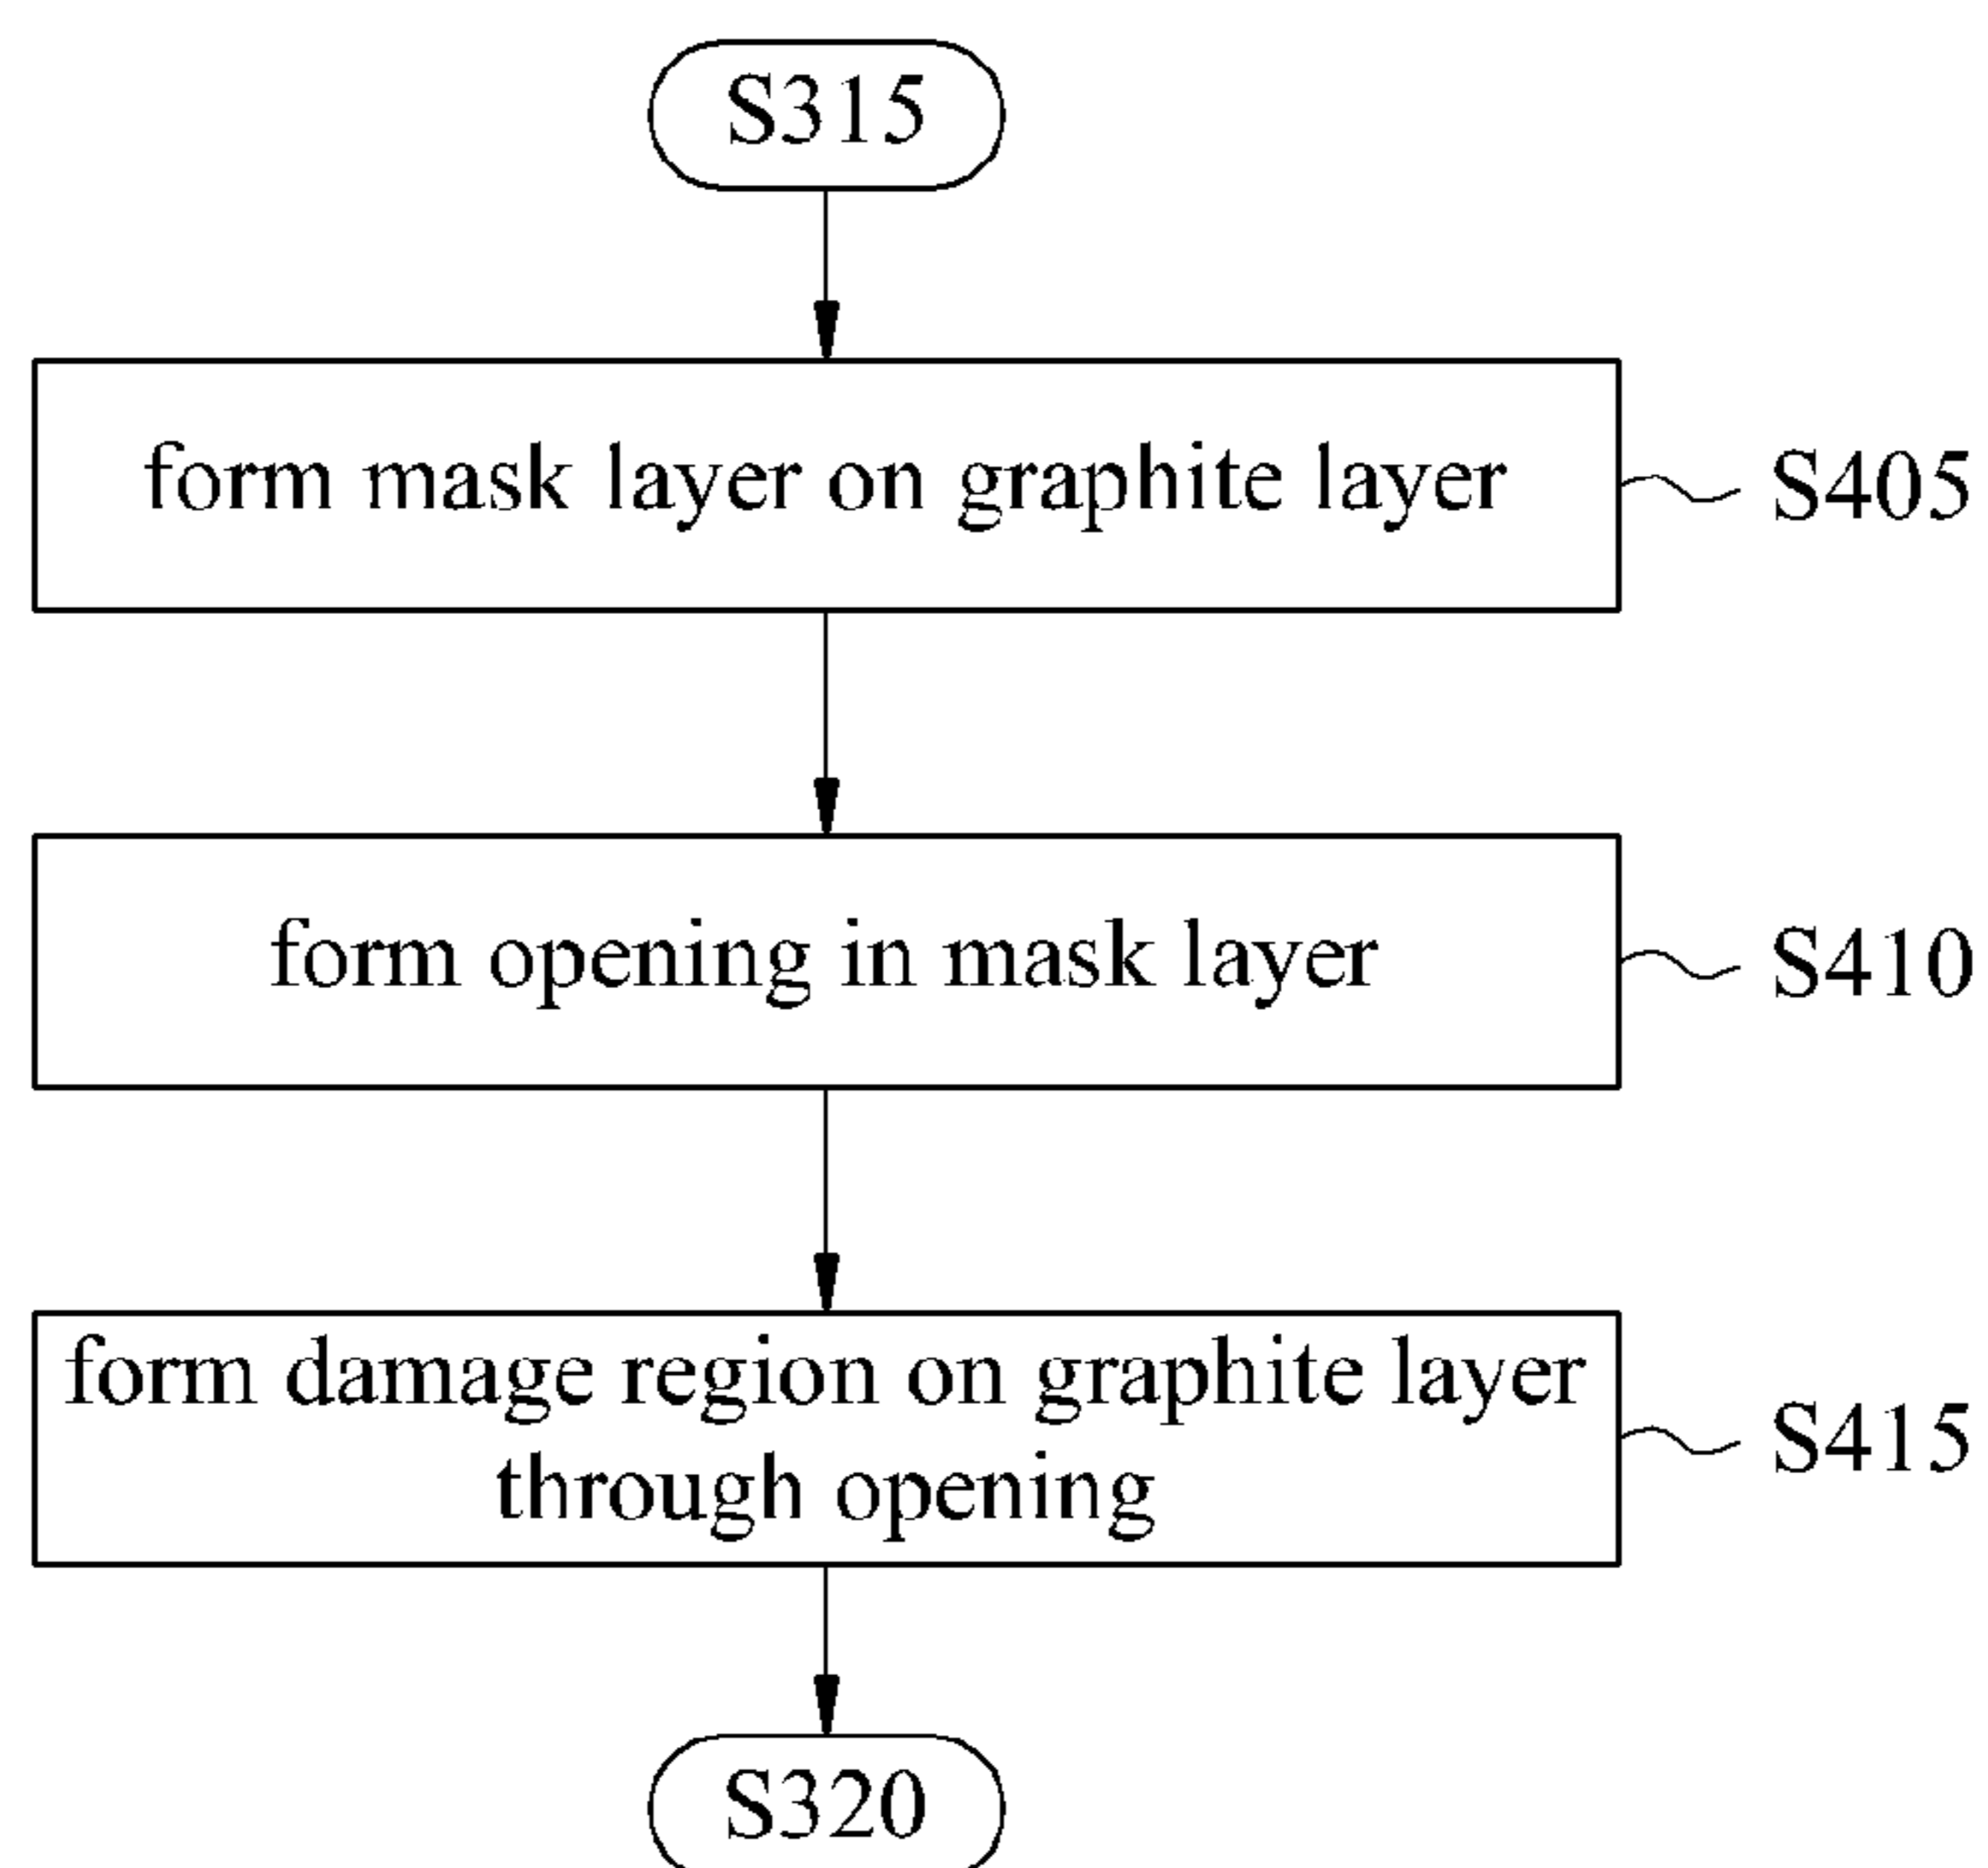 S315
form mask layer on graphite layer
S405
form opening in mask layer
S410
form damage region on graphite layer
through opening
S415
S320